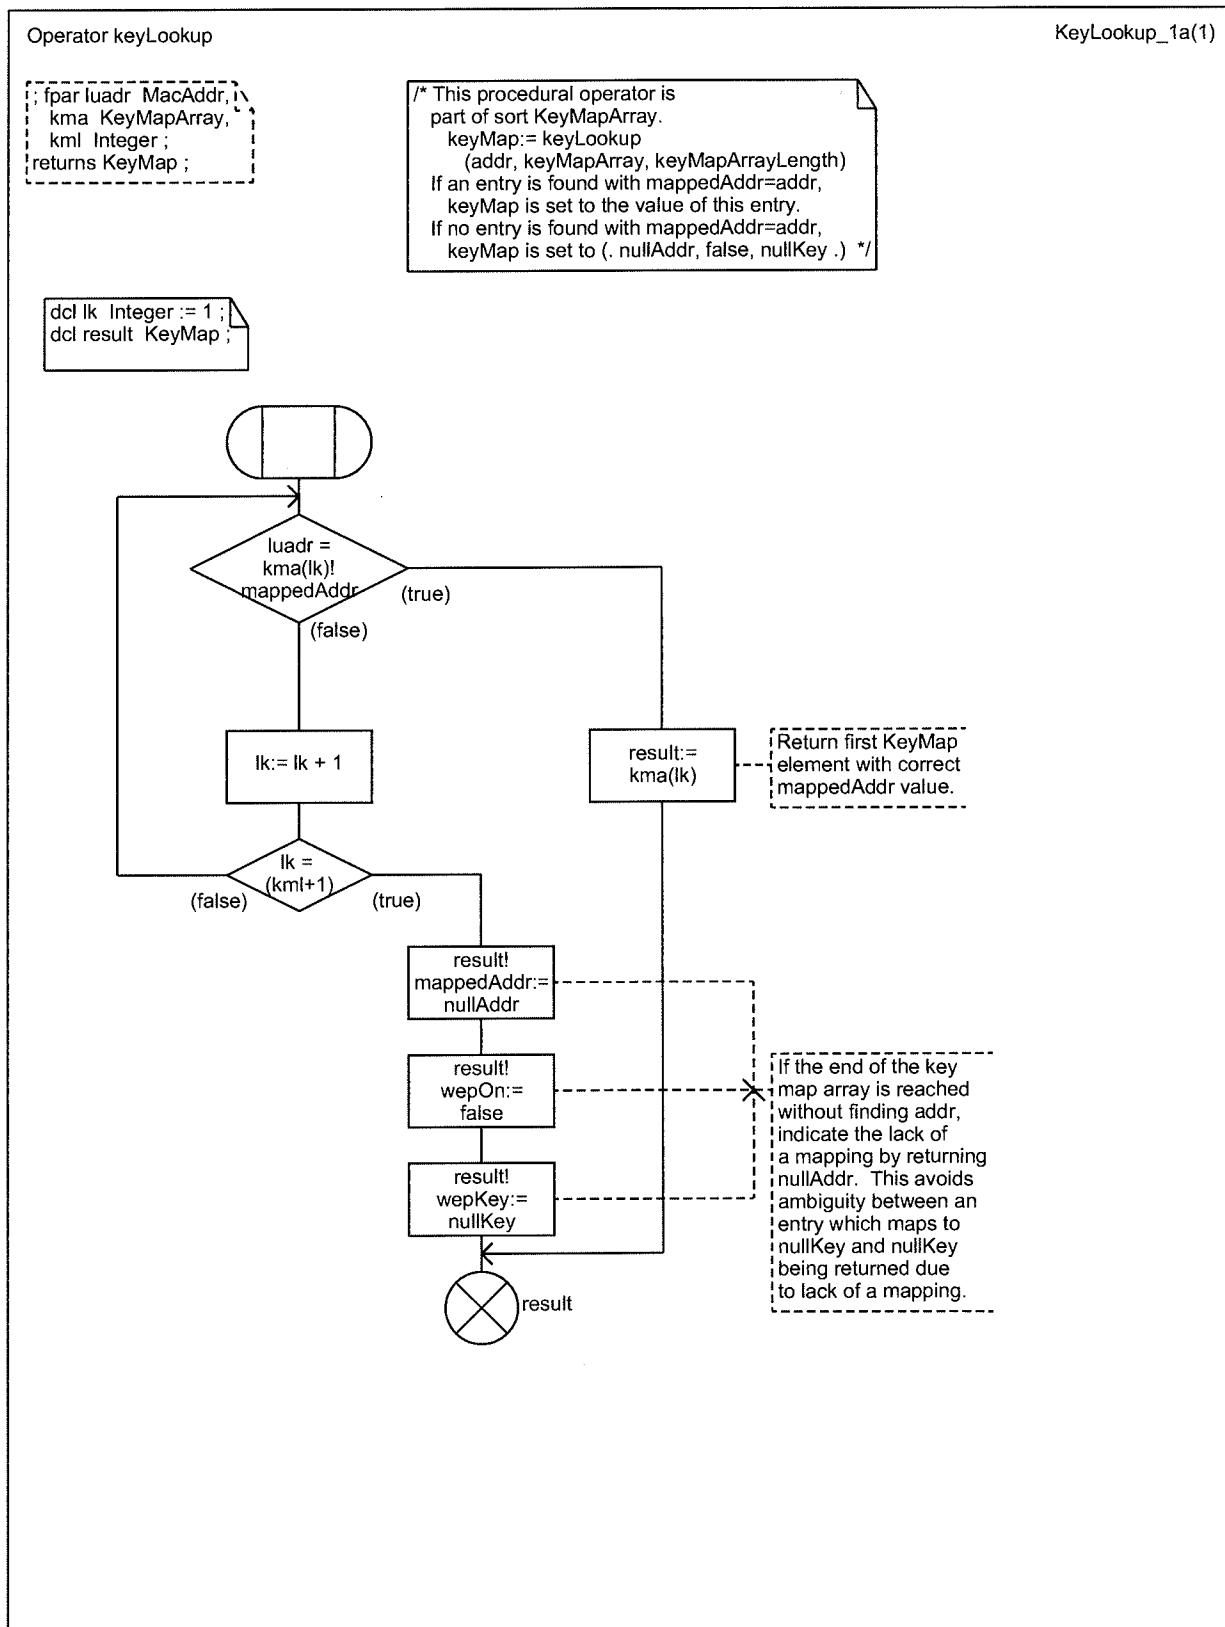 Operator keyLookup
KeyLookup_1a(1)
; fpar luadr MacAddr,
kma KeyMapArray,
kml Integer ;
returns KeyMap ;
/* This procedural operator is
part of sort KeyMapArray.
keyMap:= keyLookup
(addr, keyMapArray, keyMapArrayLength)
If an entry is found with mappedAddr=addr,
keyMap is set to the value of this entry.
If no entry is found with mappedAddr=addr,
keyMap is set to (. nullAddr, false, nullKey .) */
dcl lk Integer := 1 ;
dcl result KeyMap ;
luadr =
kma(lk)!
mappedAddr
(true)
(false)
lk:= lk + 1
result:=
kma(lk)
Return first KeyMap
element with correct
mappedAddr value.
lk =
(kml+1)
(false)
(true)
result!
mappedAddr:=
nullAddr
result!
wepOn:=
false
result!
wepKey:=
nullKey
If the end of the key
map array is reached
without finding addr,
indicate the lack of
a mapping by returning
nullAddr. This avoids
ambiguity between an
entry which maps to
nullKey and nullKey
being returned due
to lack of a mapping.
result